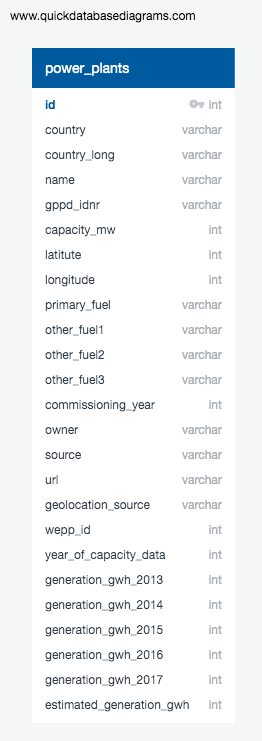 www.quickdatabasediagrams.com
power_plants
id int
country varchar
country_long varchar
name varchar
gppd_idnr varchar
capacity_mw int
latitute int
longitude int
primary_fuel varchar
other_fuel1 varchar
other_fuel2 varchar
other_fuel3 varchar
commissioning_year int
owner varchar
source varchar
url varchar
geolocation_source varchar
wepp_id int
year_of_capacity_data int
generation_gwh_2013 int
generation_gwh_2014 int
generation_gwh_2015 int
generation_gwh_2016 int
generation_gwh_2017 int
estimated_generation_gwh int